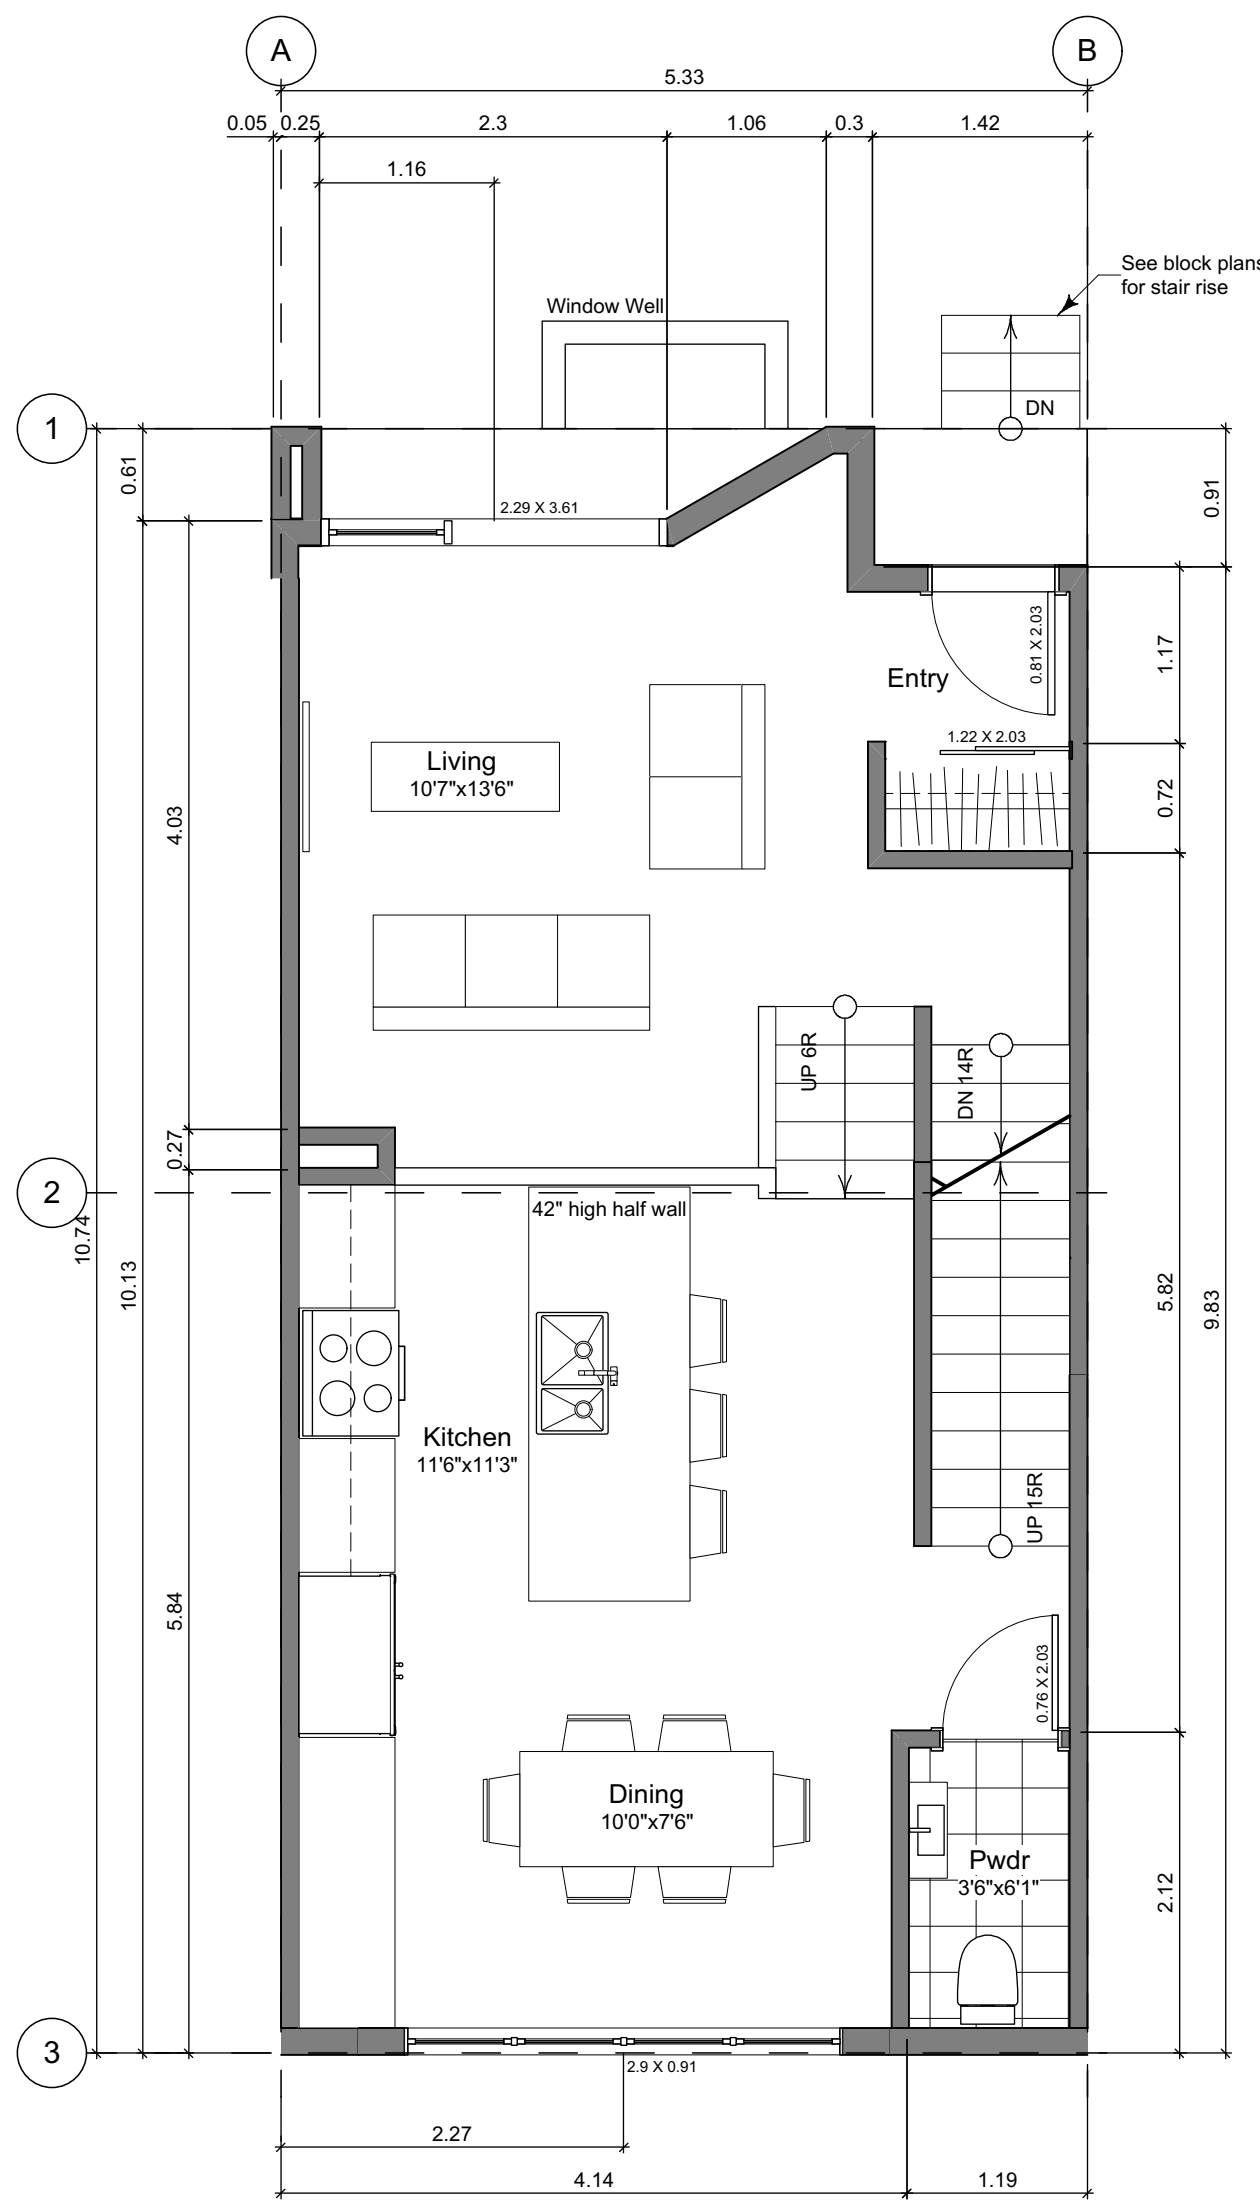 A
B
5.33
0.05
0.25
2.3
1.06
0.3
1.42
1.16
See block plans
for stair rise
Window Well
DN
1
0.61
2.29 X 3.61
0.91
0.81 X 2.03
1.17
Entry
1.22 X 2.03
Living
10'7"x13'6"
0.72
4.03
UP 6R
DN 14R
0.27
2
42" high half wall
10.74
10.13
5.82
9.83
Kitchen
11'6"x11'3"
UP 15R
5.84
0.76 X 2.03
Dining
10'0"x7'6"
Pwdr
3'6"x6'1"
2.12
3
2.9 X 0.91
2.27
4.14
1.19